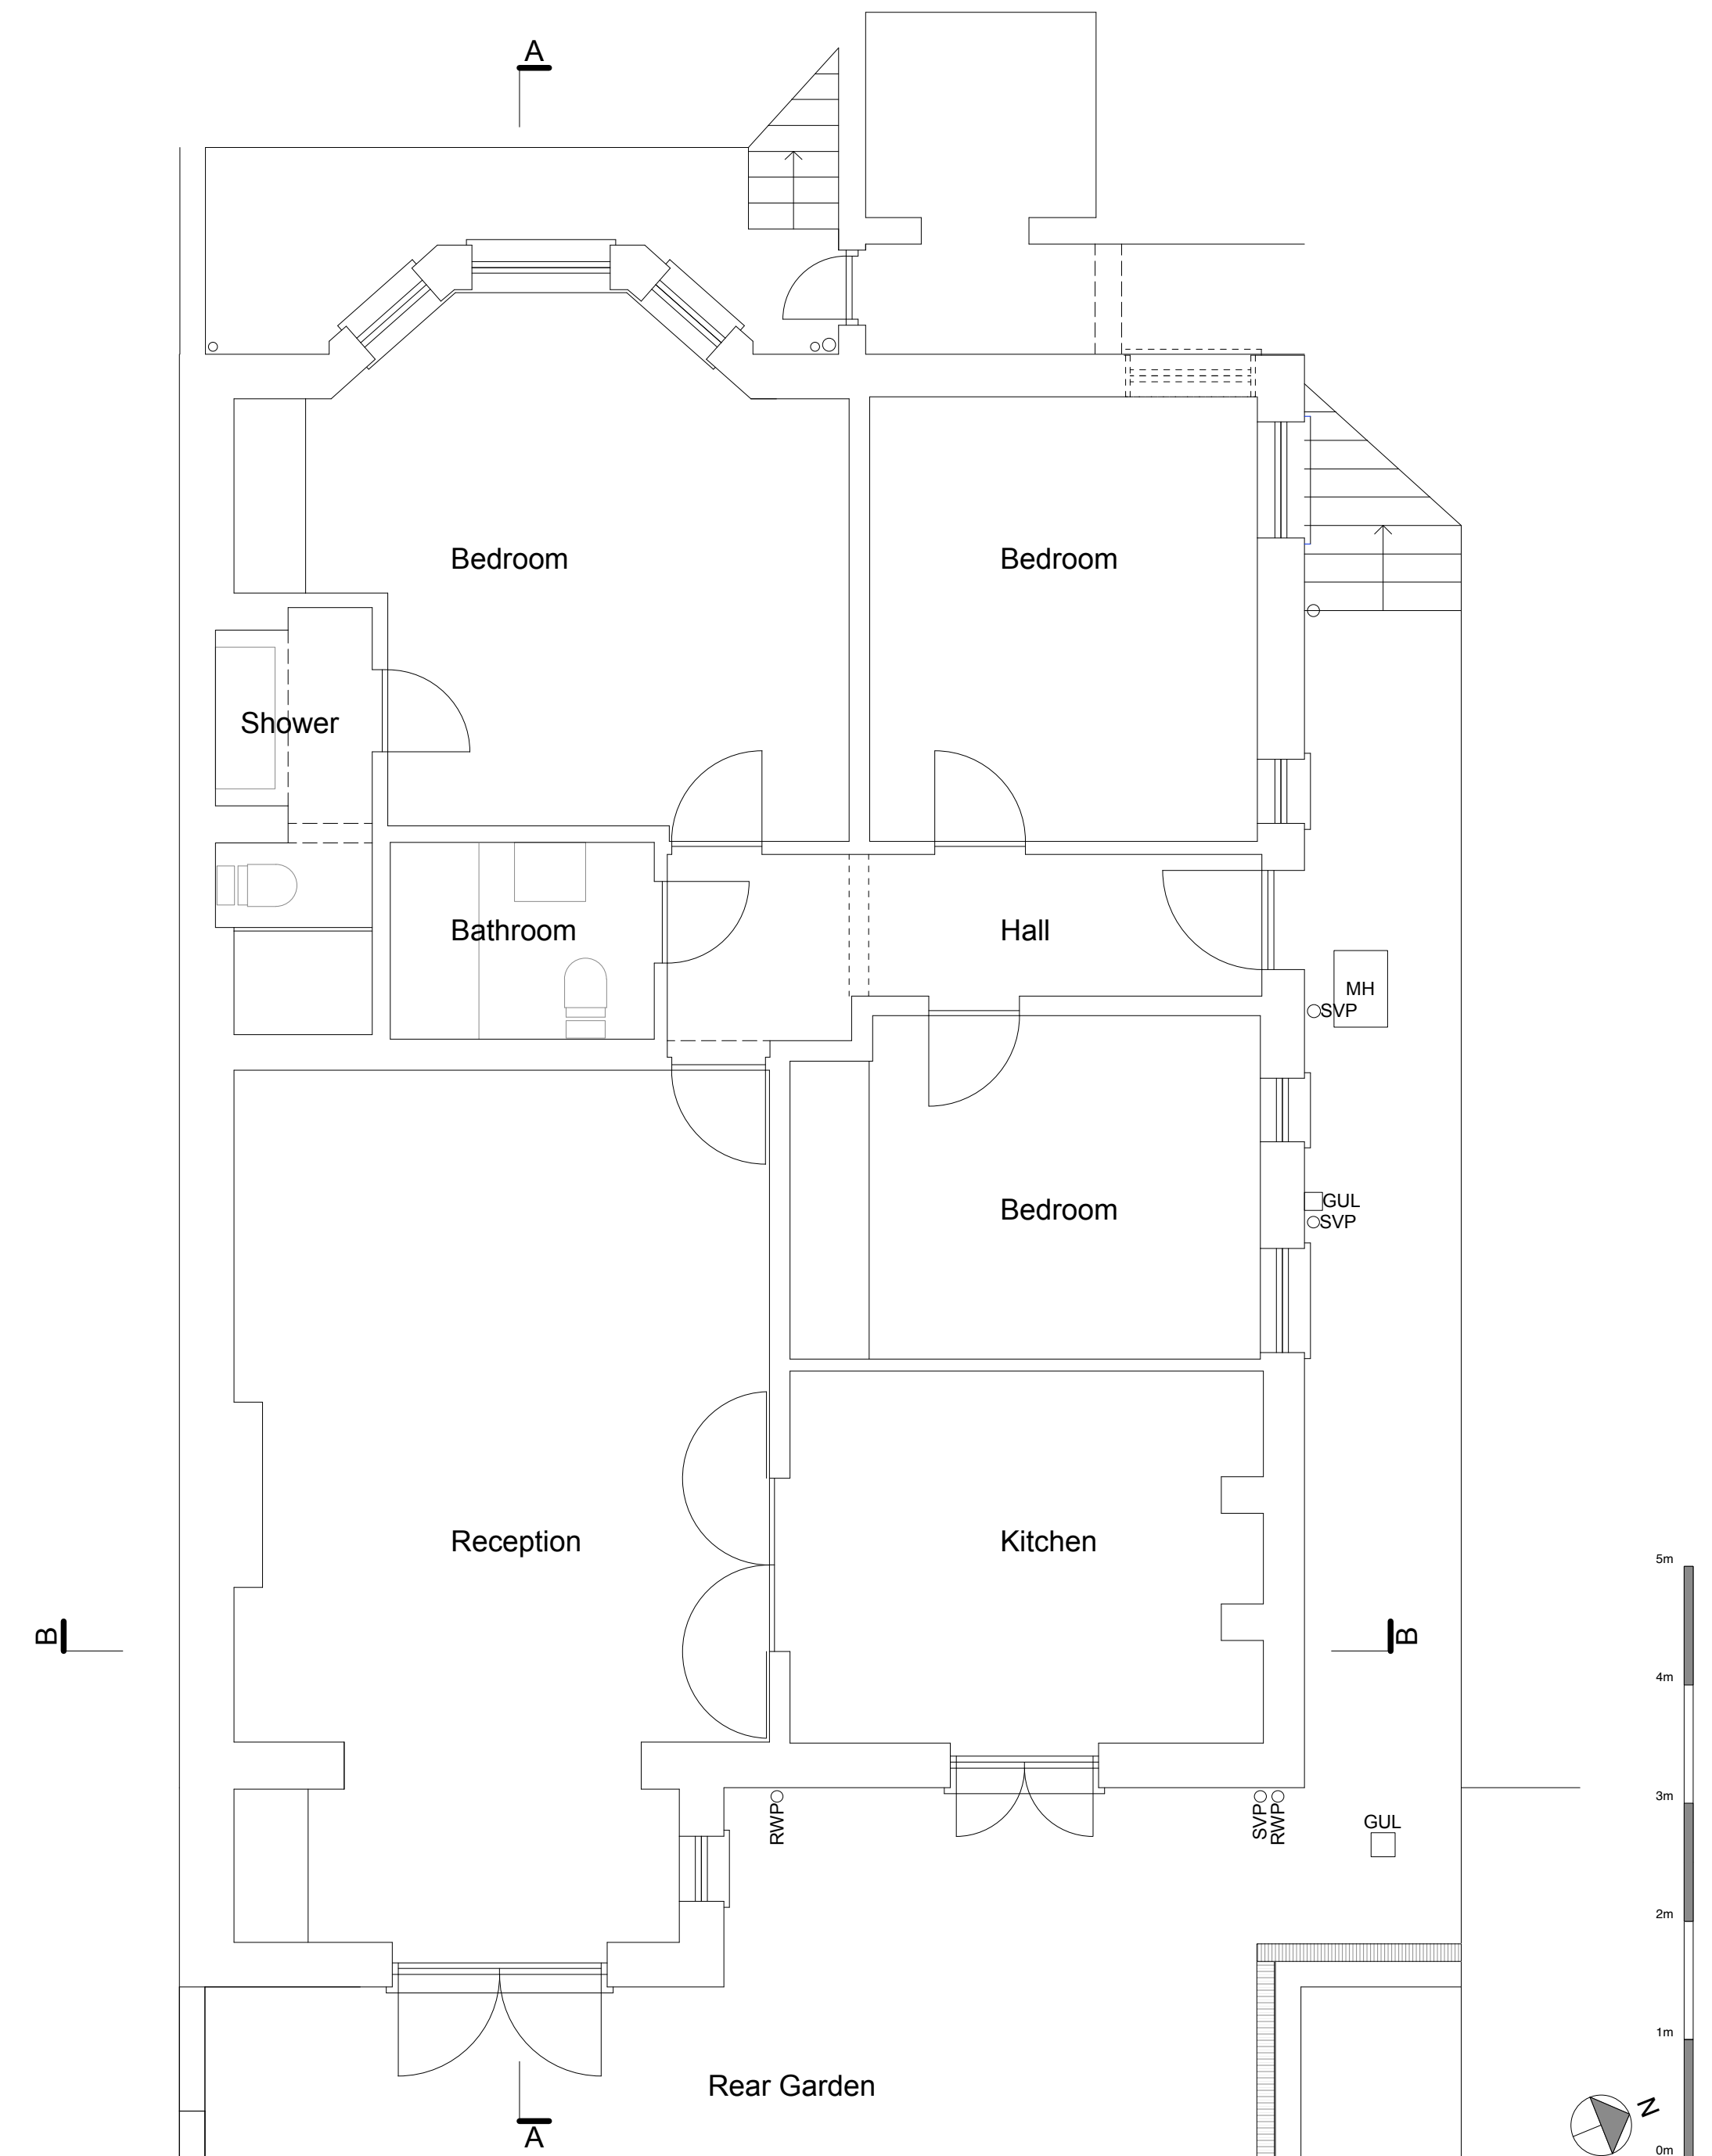 A
Bedroom
Bedroom
Shower
Bathroom
Hall
MH
SVP
GUL
SVP
Bedroom
Reception
Kitchen
5m
B
B
4m
3m
RWP
SVP
RWP
GUL
2m
1m
Rear Garden
N
A
0m